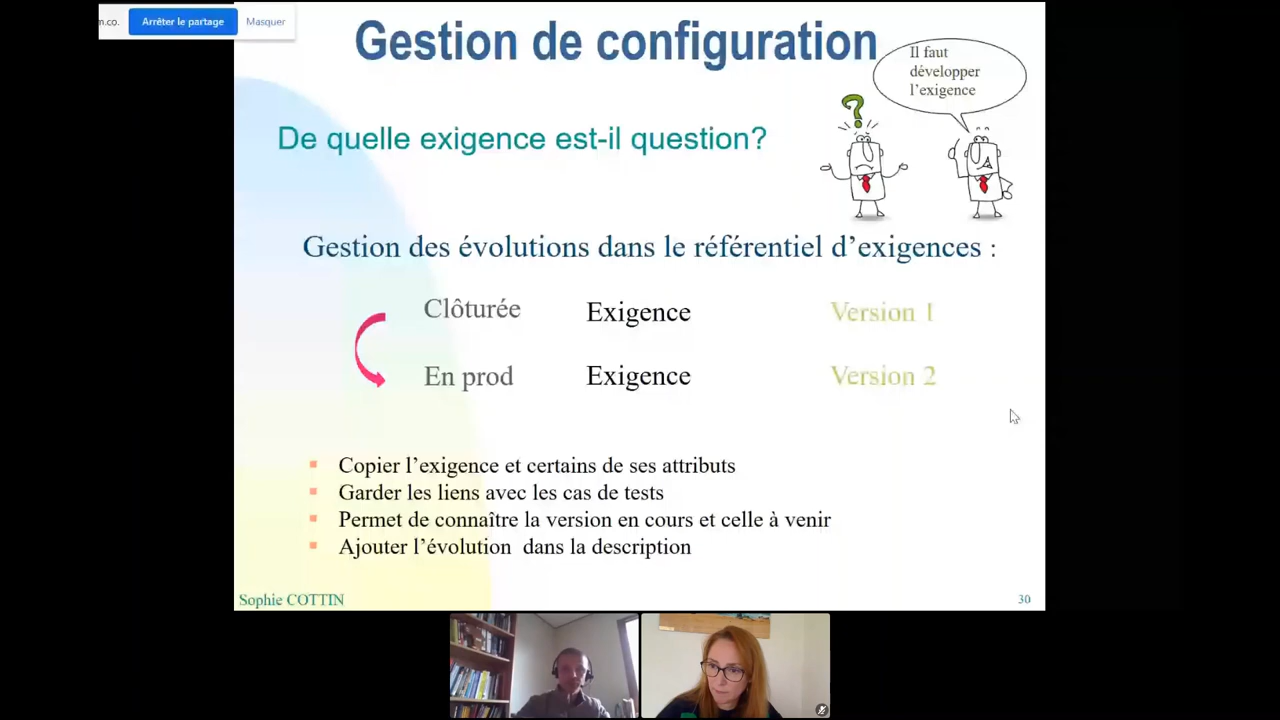 m.co.
Arrêter le partage
Masquer
Gestion de configuration
Il faut
développer
l'exigence
?
De quelle exigence est-il question?
Gestion des évolutions dans le référentiel d'exigences :
Clôturée Exigence Version 1
En prod Exigence Version 2
Copier l'exigence et certains de ses attributs
Garder les liens avec les cas de tests
Permet de connaître la version en cours et celle à venir
Ajouter l'évolution dans la description
Sophie COTTIN
30